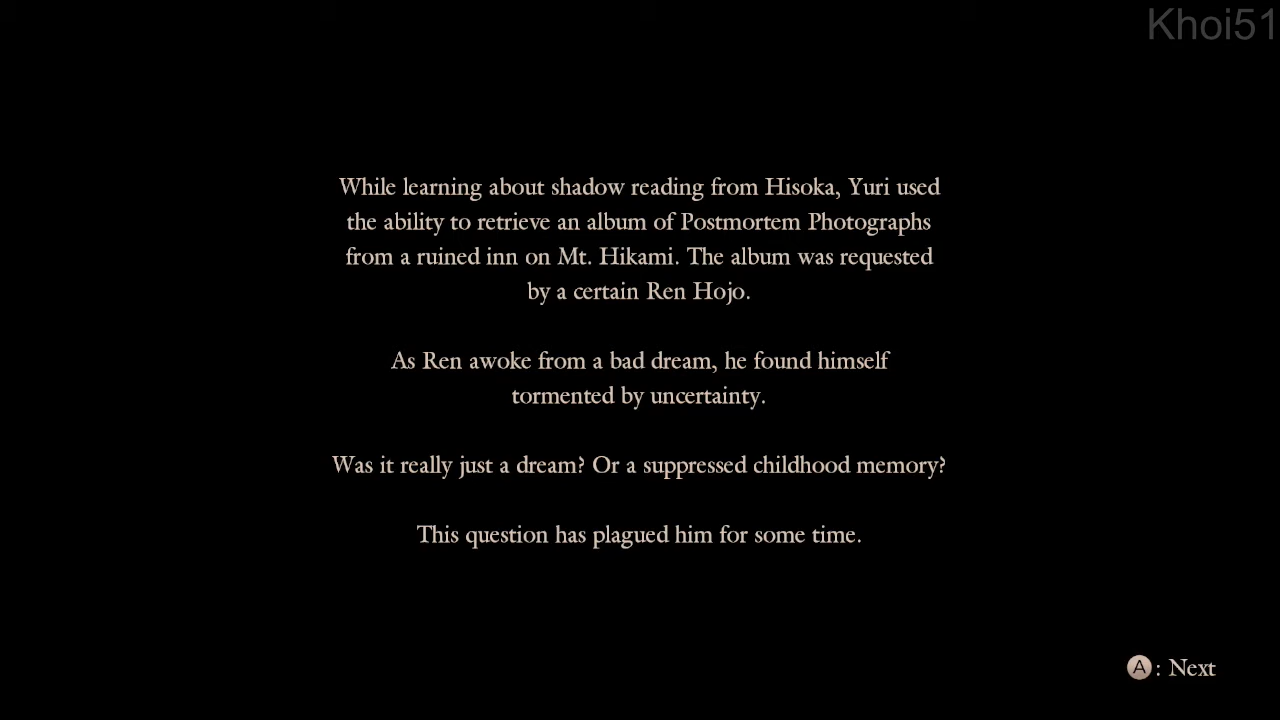 Khoi51
While learning about shadow reading from Hisoka, Yuri used
the ability to retrieve an album of Postmortem Photographs
from a ruined inn on Mt. Hikami. The album was requested
by a certain Ren Hojo.
As Ren awoke from a bad dream, he found himself
tormented by uncertainty.
Was it really just a dream? Or a suppressed childhood memory?
This question has plagued him for some time.
A: Next